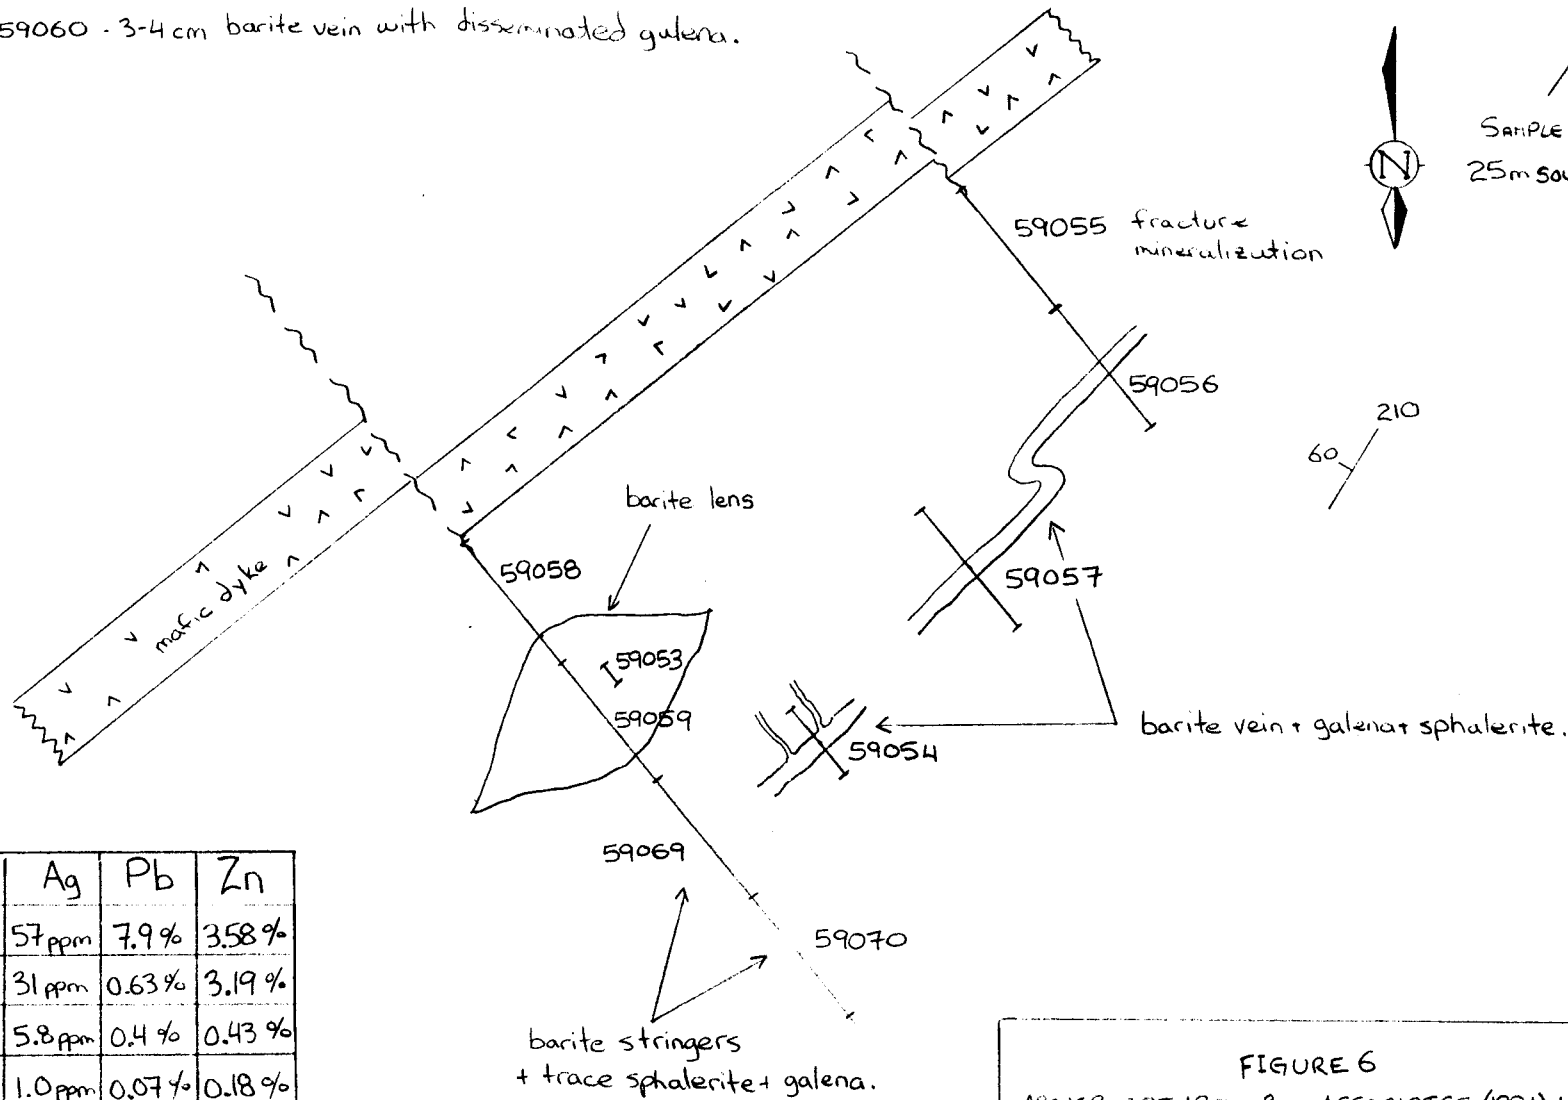 59060 - 3-4 cm barite vein with disseminated galena.
N
SAMPLE
25m
59055 fracture
mineralization
59056
210
60
barite lens
59058
59057
mafic dyke
59053
59059
59054
barite vein + galena + sphalerite.
59069
59070
barite stringers
+ trace sphalerite + galena.
Ag Pb Zn
57 ppm 7.9 % 3.58 %
31 ppm 0.63 % 3.19 %
5.8 ppm 0.4 % 0.43 %
1.0 ppm 0.07 % 0.18 %
FIGURE 6